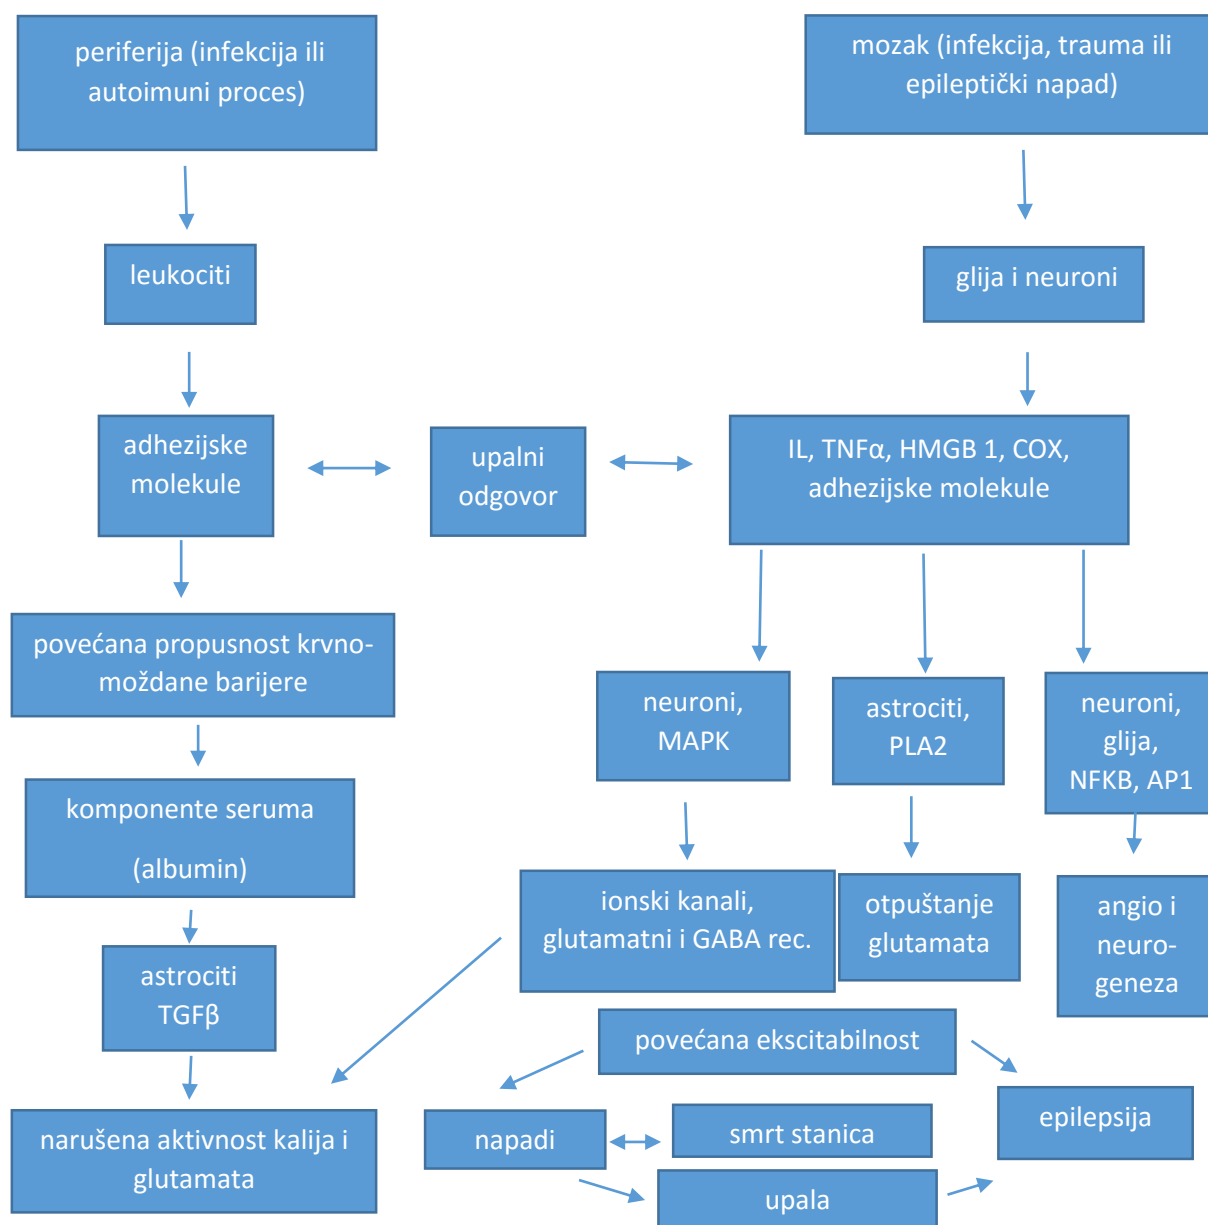 periferija (infekcija ili
autoimuni proces)
mozak (infekcija, trauma ili
epileptički napad)
leukociti
glija i neuroni
adhezijske
molekule
upalni
odgovor
IL, TNFα, HMGB 1, COX,
adhezijske molekule
povećana propusnost krvno-
moždane barijere
neuroni,
MAPK
astrociti,
PLA2
neuroni,
glija,
NFKB, AP1
komponente seruma
(albumin)
ionski kanali,
glutamatni i GABA rec.
otpuštanje
glutamata
angio i
neuro-
geneza
astrociti
TGFβ
povećana ekscitabilnost
narušena aktivnost kalija i
glutamata
napadi
smrt stanica
epilepsija
upala